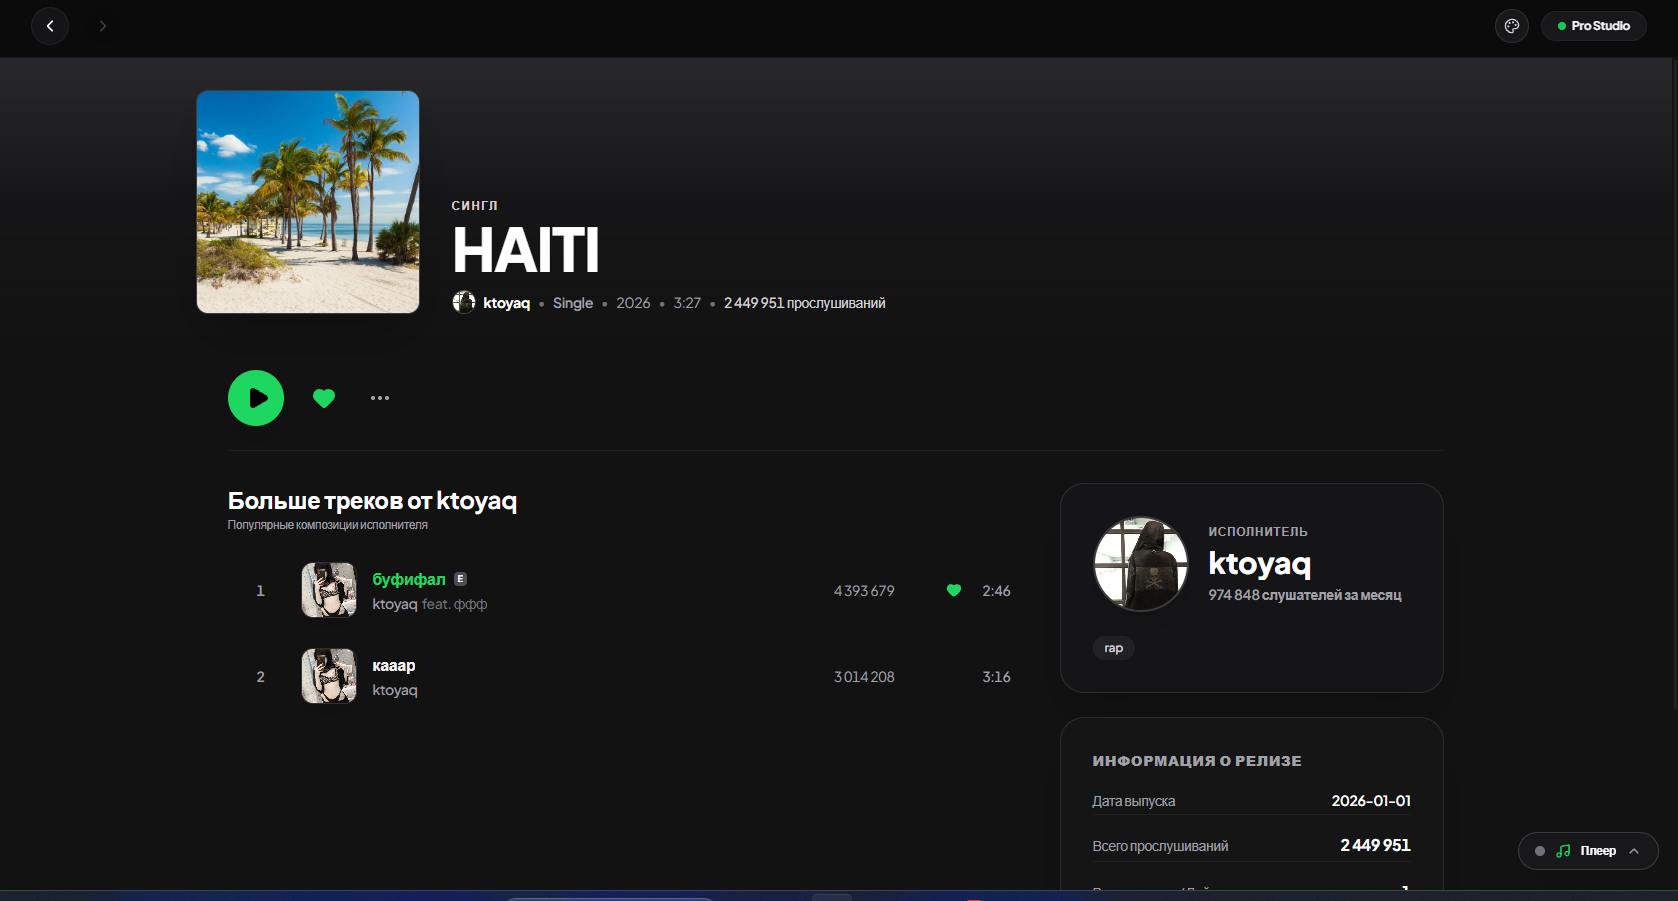 Pro Studio
СИНГЛ
HAITI
ktoyaq • Single • 2026 • 3:27 • 2 449 951 прослушиваний
Больше треков от ktoyaq
Популярные композиции исполнителя
1 буфифал E 4 393 679 2:46
ktoyaq feat. ффф
2 кааар 3 014 208 3:16
ktoyaq
ИСПОЛНИТЕЛЬ
ktoyaq
974 848 слушателей за месяц
rap
ИНФОРМАЦИЯ О РЕЛИЗЕ
Дата выпуска 2026-01-01
Всего прослушиваний 2 449 951
Плеер